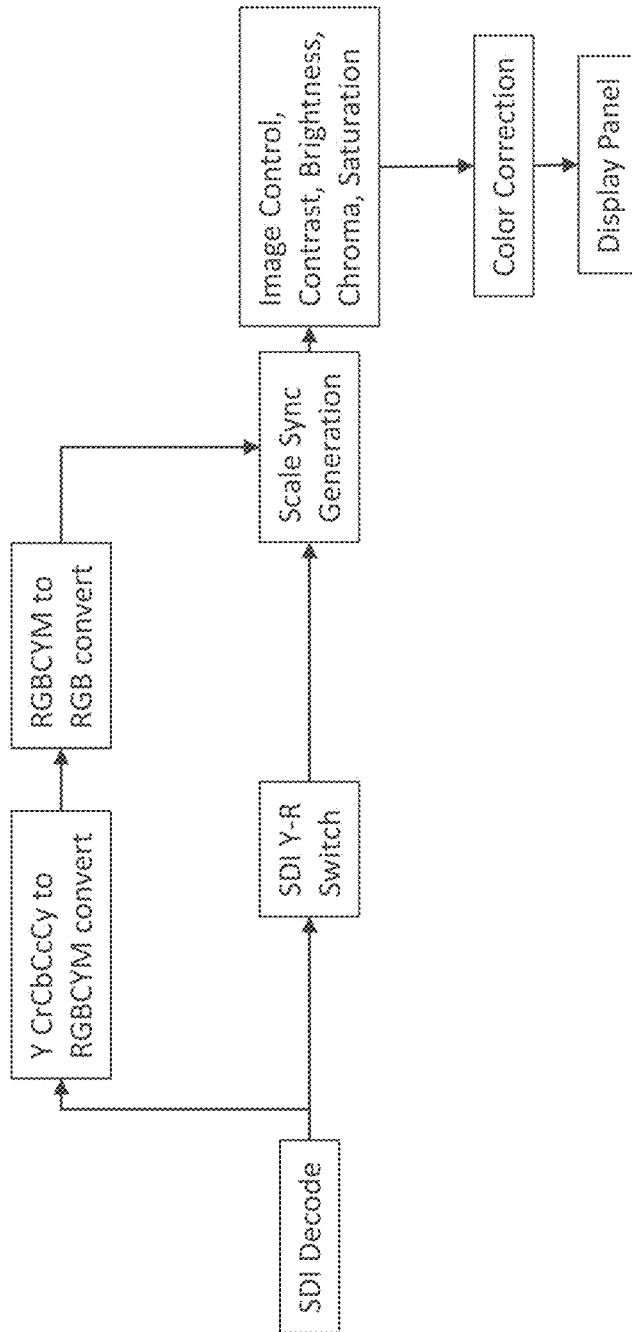 SDI Decode
Y CrCbCcCy to
RGBCYM convert
RGBCYM to
RGB convert
SDI Y-R
Switch
Scale Sync
Generation
Image Control,
Contrast, Brightness,
Chroma, Saturation
Color Correction
Display Panel